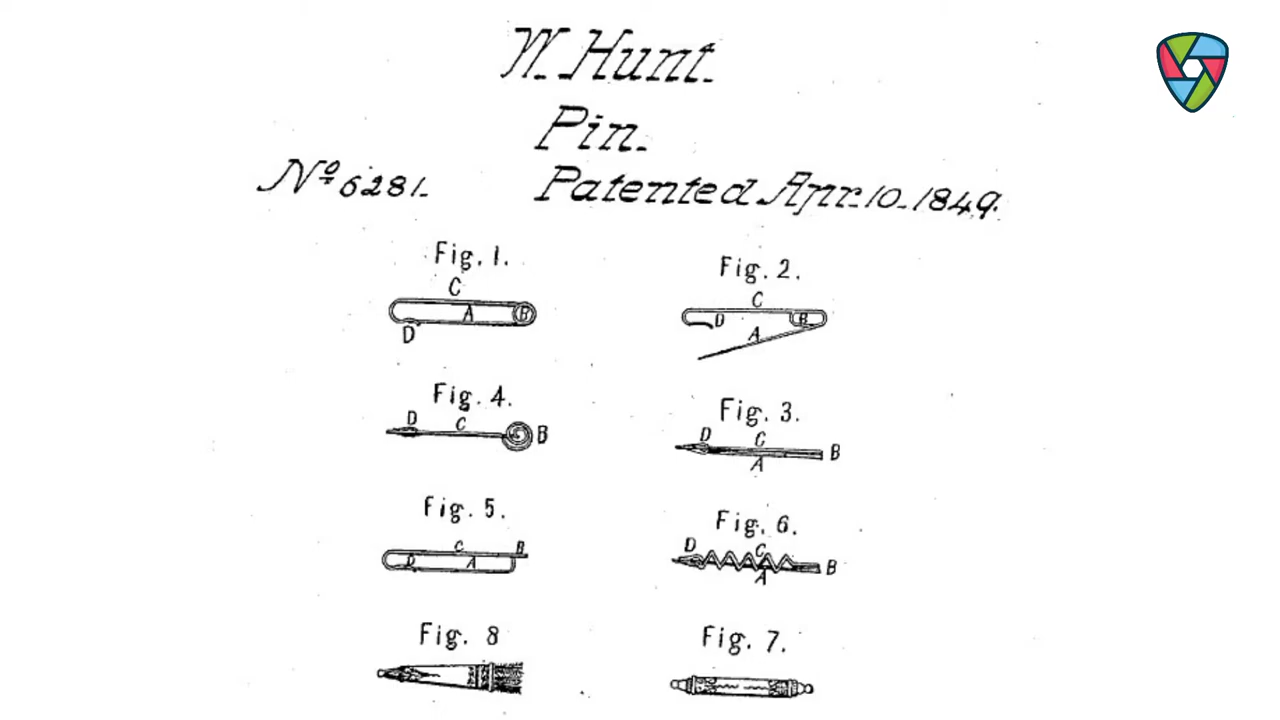 W. Hunt.
Pin.
No 6281. Patented Apr. 10. 1849.
Fig. 1. Fig. 2.
C C
A B D B
D A
Fig. 4. Fig. 3.
D C B D C B
A
Fig. 5. Fig. 6.
C B D C B
D A A
Fig. 8 Fig. 7.